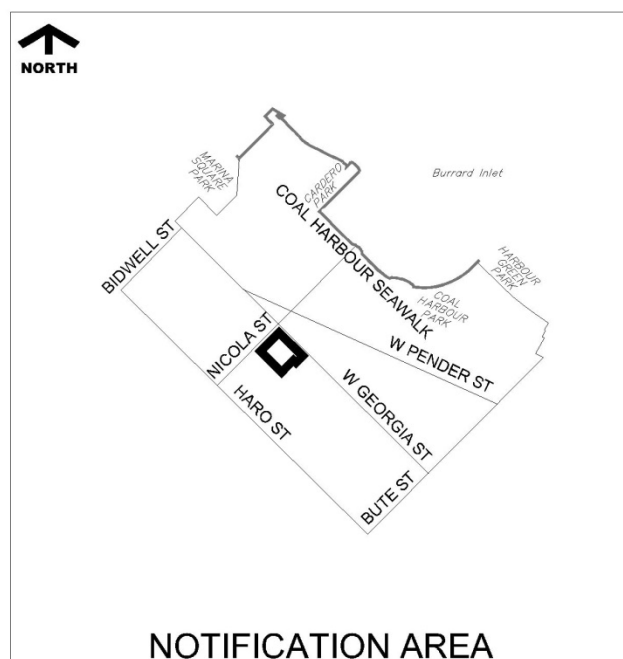 NORTH
MARINA
SQUARE
PARK
CARDERO
PARK
Burrard Inlet
COAL HARBOUR SEAWALK
HARBOUR
GREEN
PARK
BIDWELL ST
COAL
HARBOUR
PARK
NICOLA ST
W PENDER ST
HARO ST
W GEORGIA ST
BUTE ST
NOTIFICATION AREA